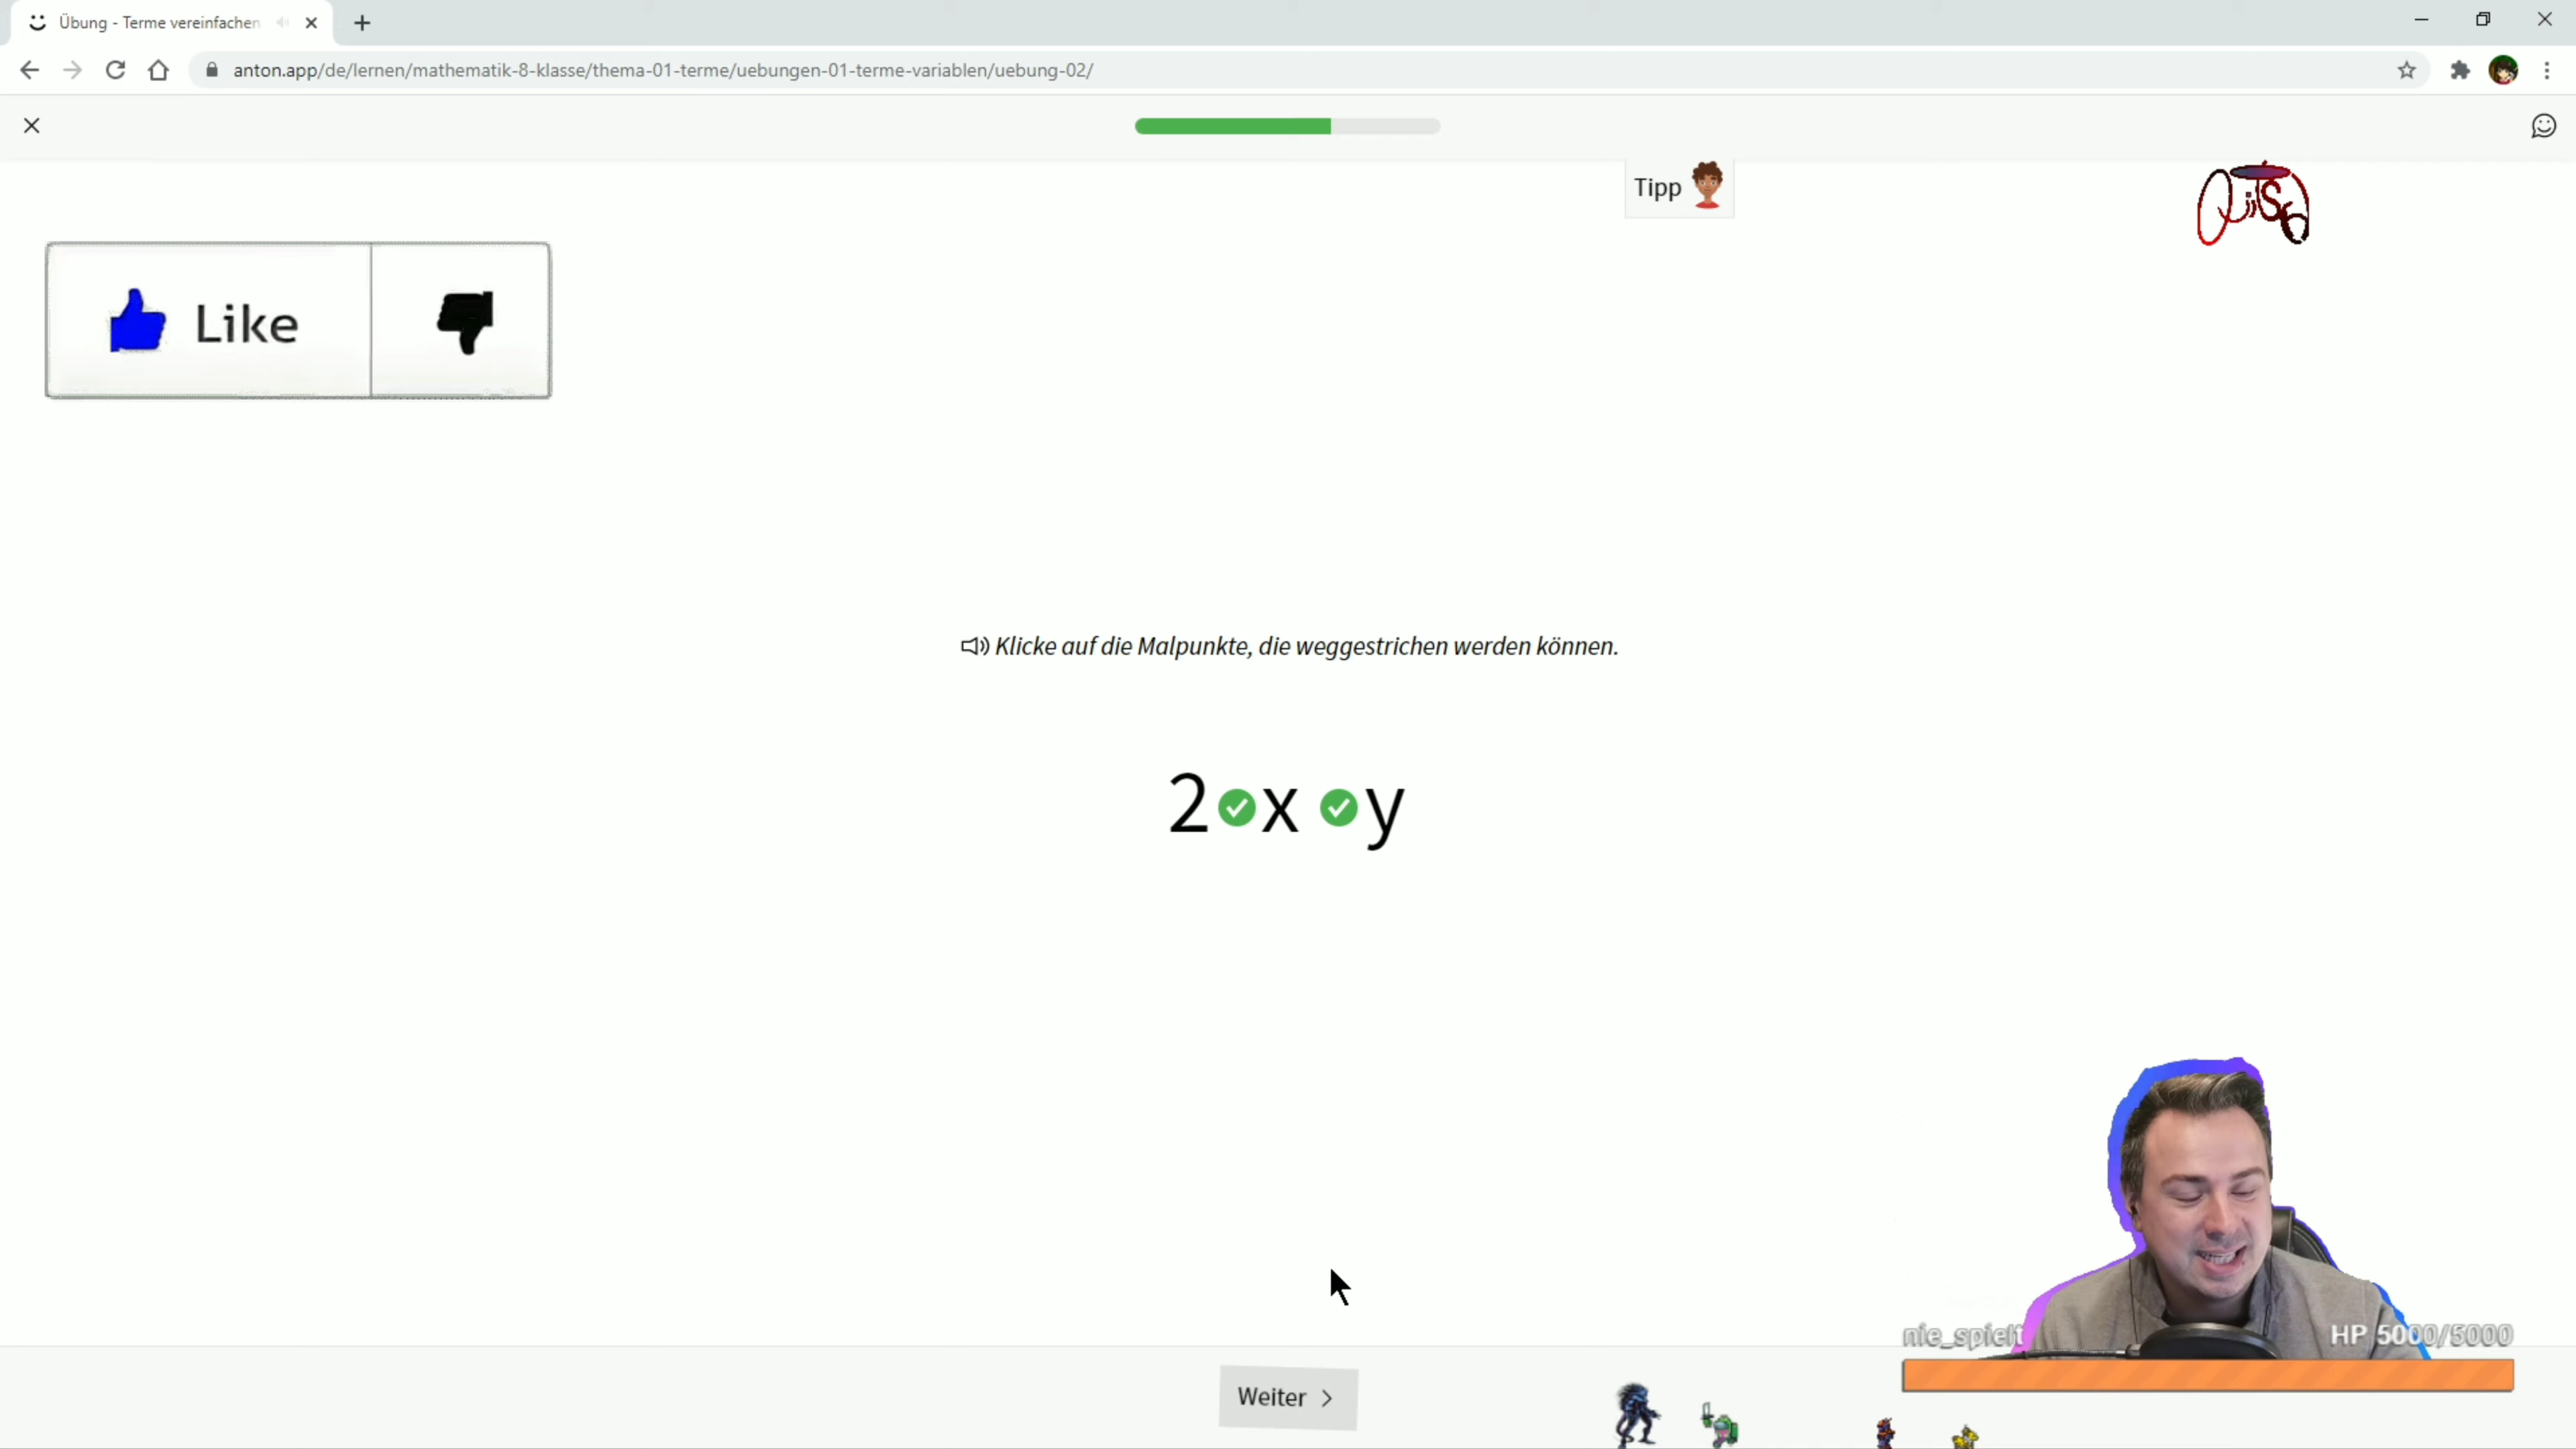 Übung - Terme vereinfachen
anton.app/de/lernen/mathematik-8-klasse/thema-01-terme/uebungen-01-terme-variablen/uebung-02/
Tipp
Like
Klicke auf die Malpunkte, die weggestrichen werden können.
2 x y
nie_spielt HP 5000/5000
Weiter